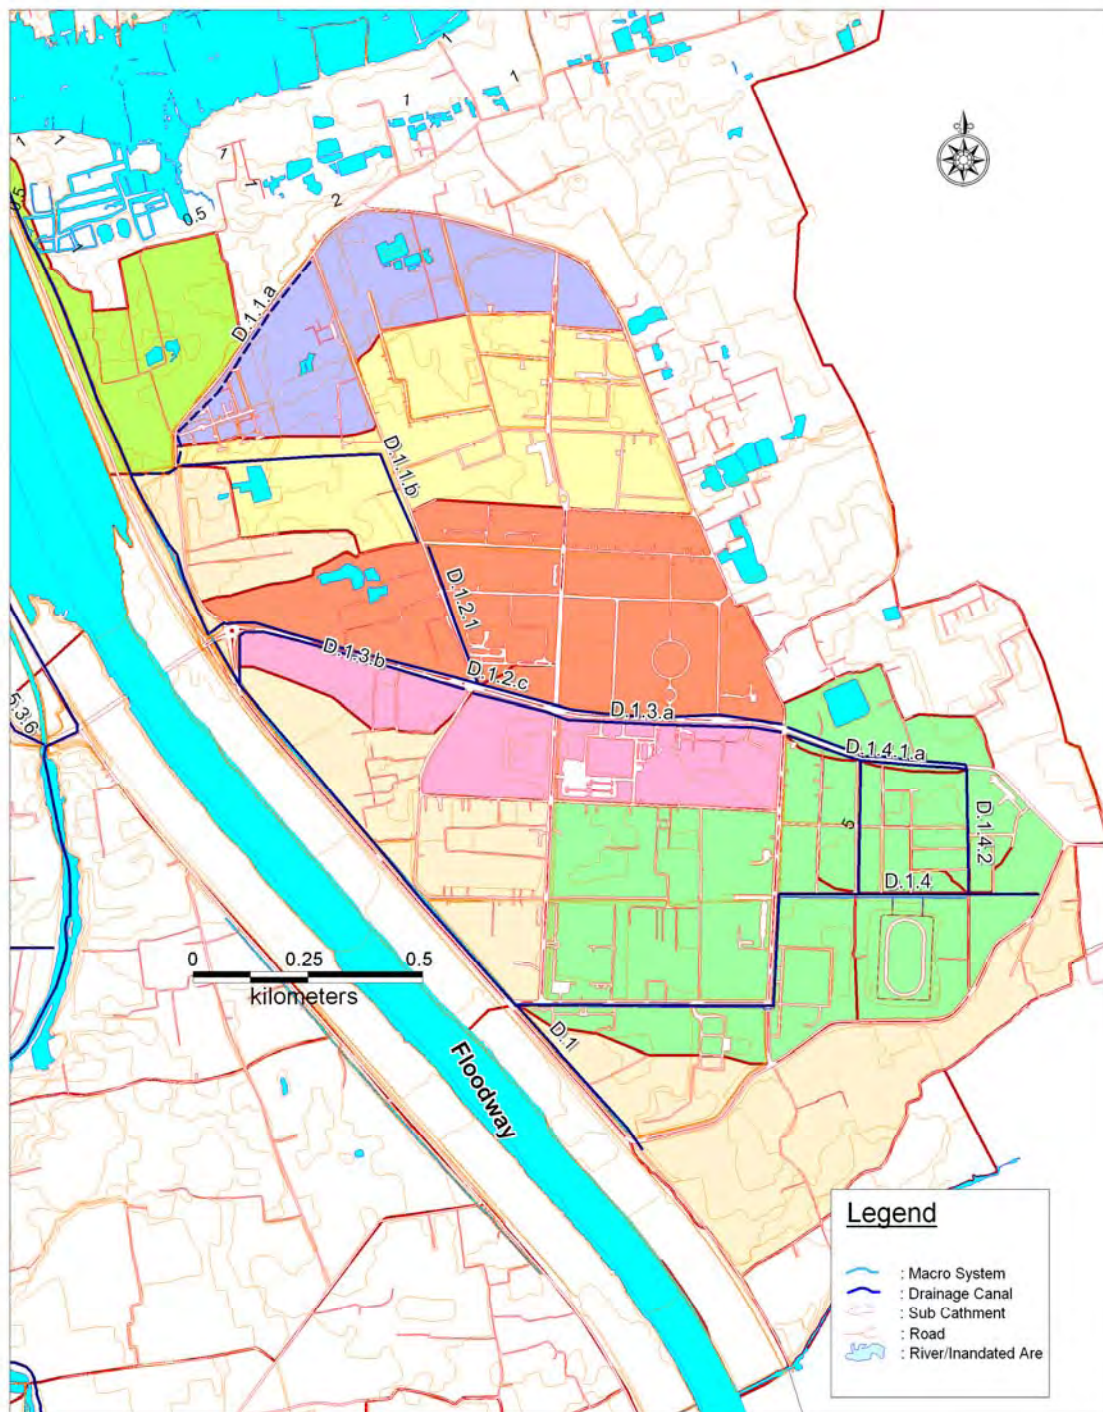 1
1
1
1
1
1
1
0.5
0.5
1
2
D.1.1.a
D.1.1.b
D.1.2.1
D.1.3.b
D.1.2.c
D.1.3.a
D.1.4.1.a
5.3.6
5
D.1.4.2
D.1.4
0 0.25 0.5
kilometers
D.1
Floodway
Legend
: Macro System
: Drainage Canal
: Sub Cathment
: Road
: River/Inandated Are